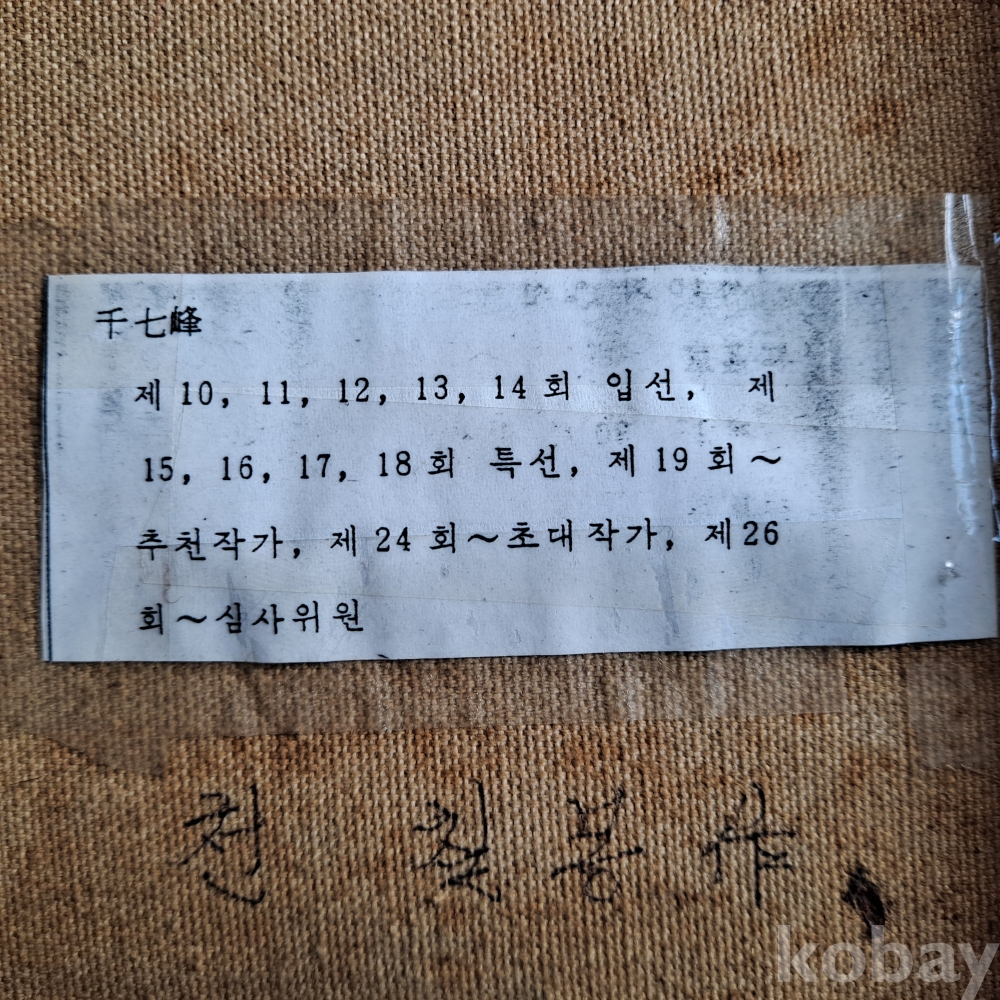 千七峰
제 10, 11, 12, 13, 14 회 입선, 제
15, 16, 17, 18 회 특선, 제 19 회 ~
추천작가, 제 24 회 ~ 초대작가, 제 26
회 ~ 심사위원
천 칠 봉 작
kobay